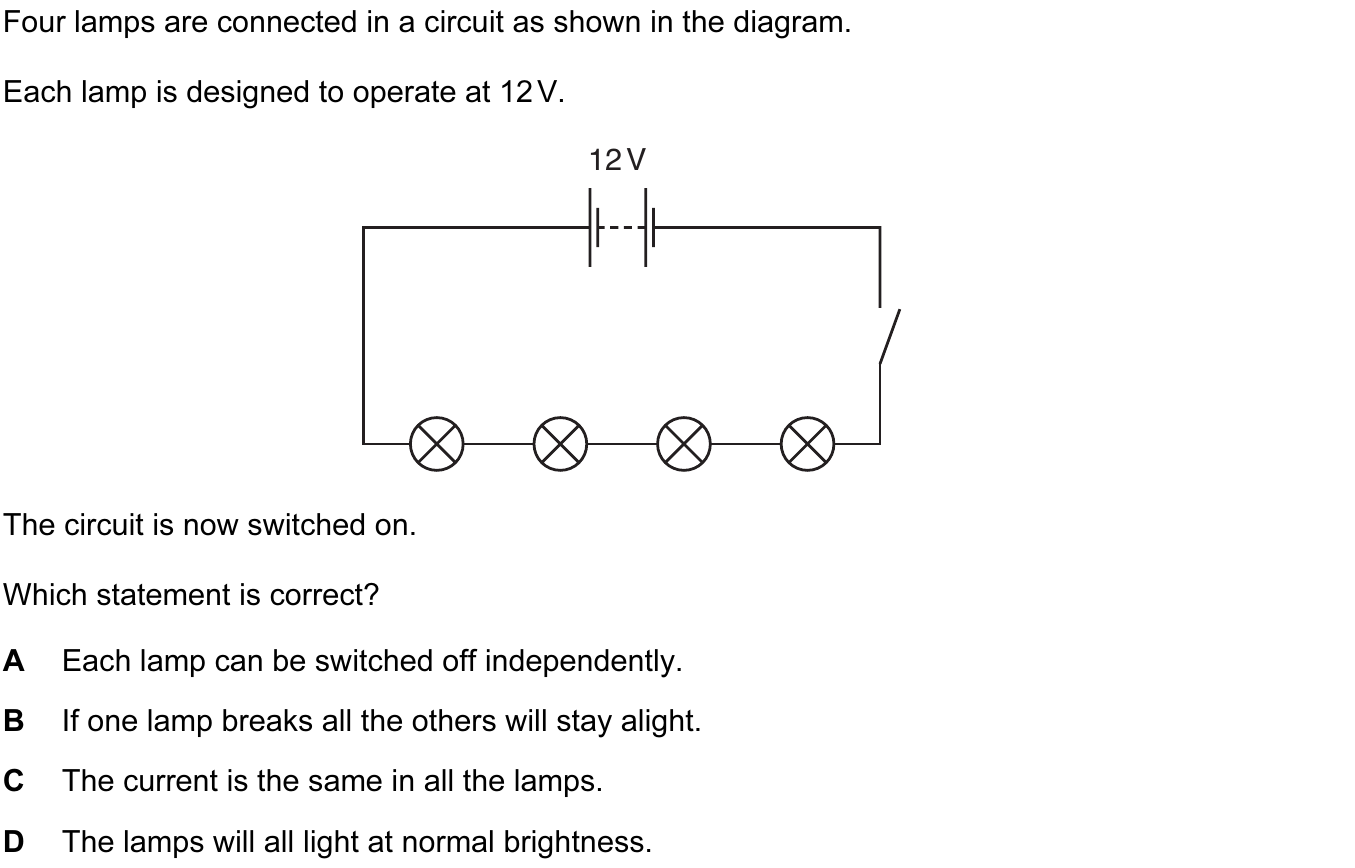 Four lamps are connected in a circuit as shown in the diagram.
Each lamp is designed to operate at 12 V.
12 V
The circuit is now switched on.
Which statement is correct?
A Each lamp can be switched off independently.
B If one lamp breaks all the others will stay alight.
C The current is the same in all the lamps.
D The lamps will all light at normal brightness.